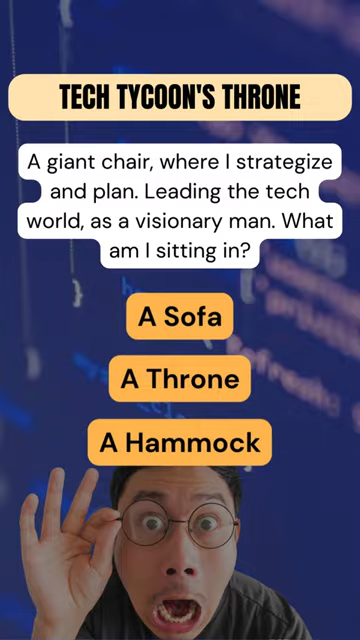 TECH TYCOON'S THRONE
A giant chair, where I strategize
and plan. Leading the tech
world, as a visionary man. What
am I sitting in?
A Sofa
A Throne
A Hammock